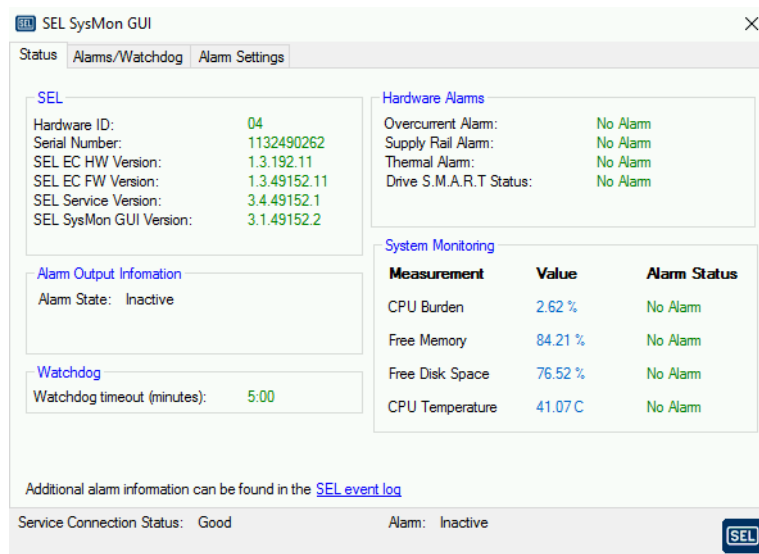 SEL SEL SysMon GUI
Status Alarms/Watchdog Alarm Settings
SEL
Hardware ID: 04
Serial Number: 1132490262
SEL EC HW Version: 1.3.192.11
SEL EC FW Version: 1.3.49152.11
SEL Service Version: 3.4.49152.1
SEL SysMon GUI Version: 3.1.49152.2
Alarm Output Infomation
Alarm State: Inactive
Watchdog
Watchdog timeout (minutes): 5:00
Hardware Alarms
Overcurrent Alarm: No Alarm
Supply Rail Alarm: No Alarm
Thermal Alarm: No Alarm
Drive S.M.A.R.T Status: No Alarm
System Monitoring
Measurement Value Alarm Status
CPU Burden 2.62 % No Alarm
Free Memory 84.21 % No Alarm
Free Disk Space 76.52 % No Alarm
CPU Temperature 41.07 C No Alarm
Additional alarm information can be found in the SEL event log
Service Connection Status: Good Alarm: Inactive
SEL